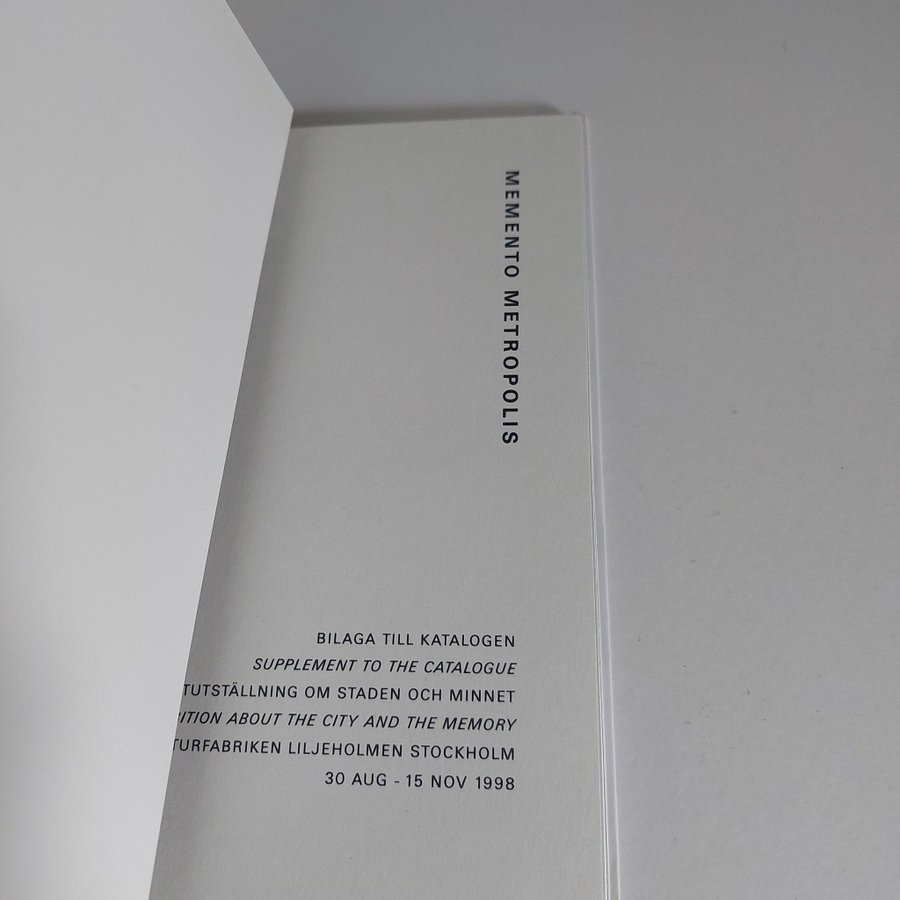 MEMENTO METROPOLIS
BILAGA TILL KATALOGEN
SUPPLEMENT TO THE CATALOGUE
TUTSTÄLLNING OM STADEN OCH MINNET
ITION ABOUT THE CITY AND THE MEMORY
TURFABRIKEN LILJEHOLMEN STOCKHOLM
30 AUG - 15 NOV 1998